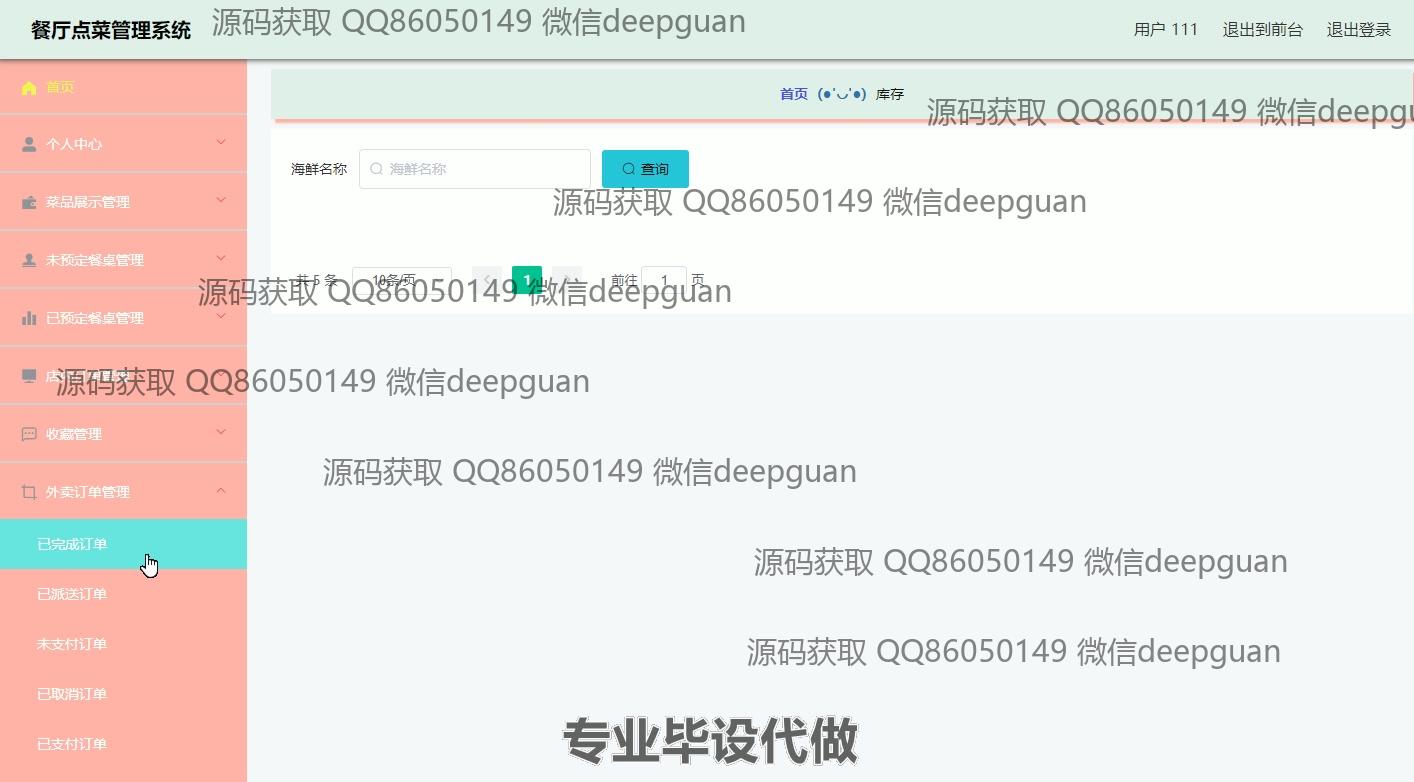 餐厅点菜管理系统
源码获取 QQ86050149 微信deepguan
用户 111
退出到前台
退出登录
首页
首页 (●'◡'●) 库存
源码获取 QQ86050149 微信deepgu
个人中心
海鲜名称
海鲜名称
查询
菜品展示管理
源码获取 QQ86050149 微信deepguan
未预定餐桌管理
共 5 条
10条/页
1
前往
1
页
源码获取 QQ86050149 微信deepguan
已预定餐桌管理
源码获取 QQ86050149 微信deepguan
收藏管理
源码获取 QQ86050149 微信deepguan
外卖订单管理
已完成订单
源码获取 QQ86050149 微信deepguan
已派送订单
未支付订单
源码获取 QQ86050149 微信deepguan
已取消订单
已支付订单
专业毕设代做